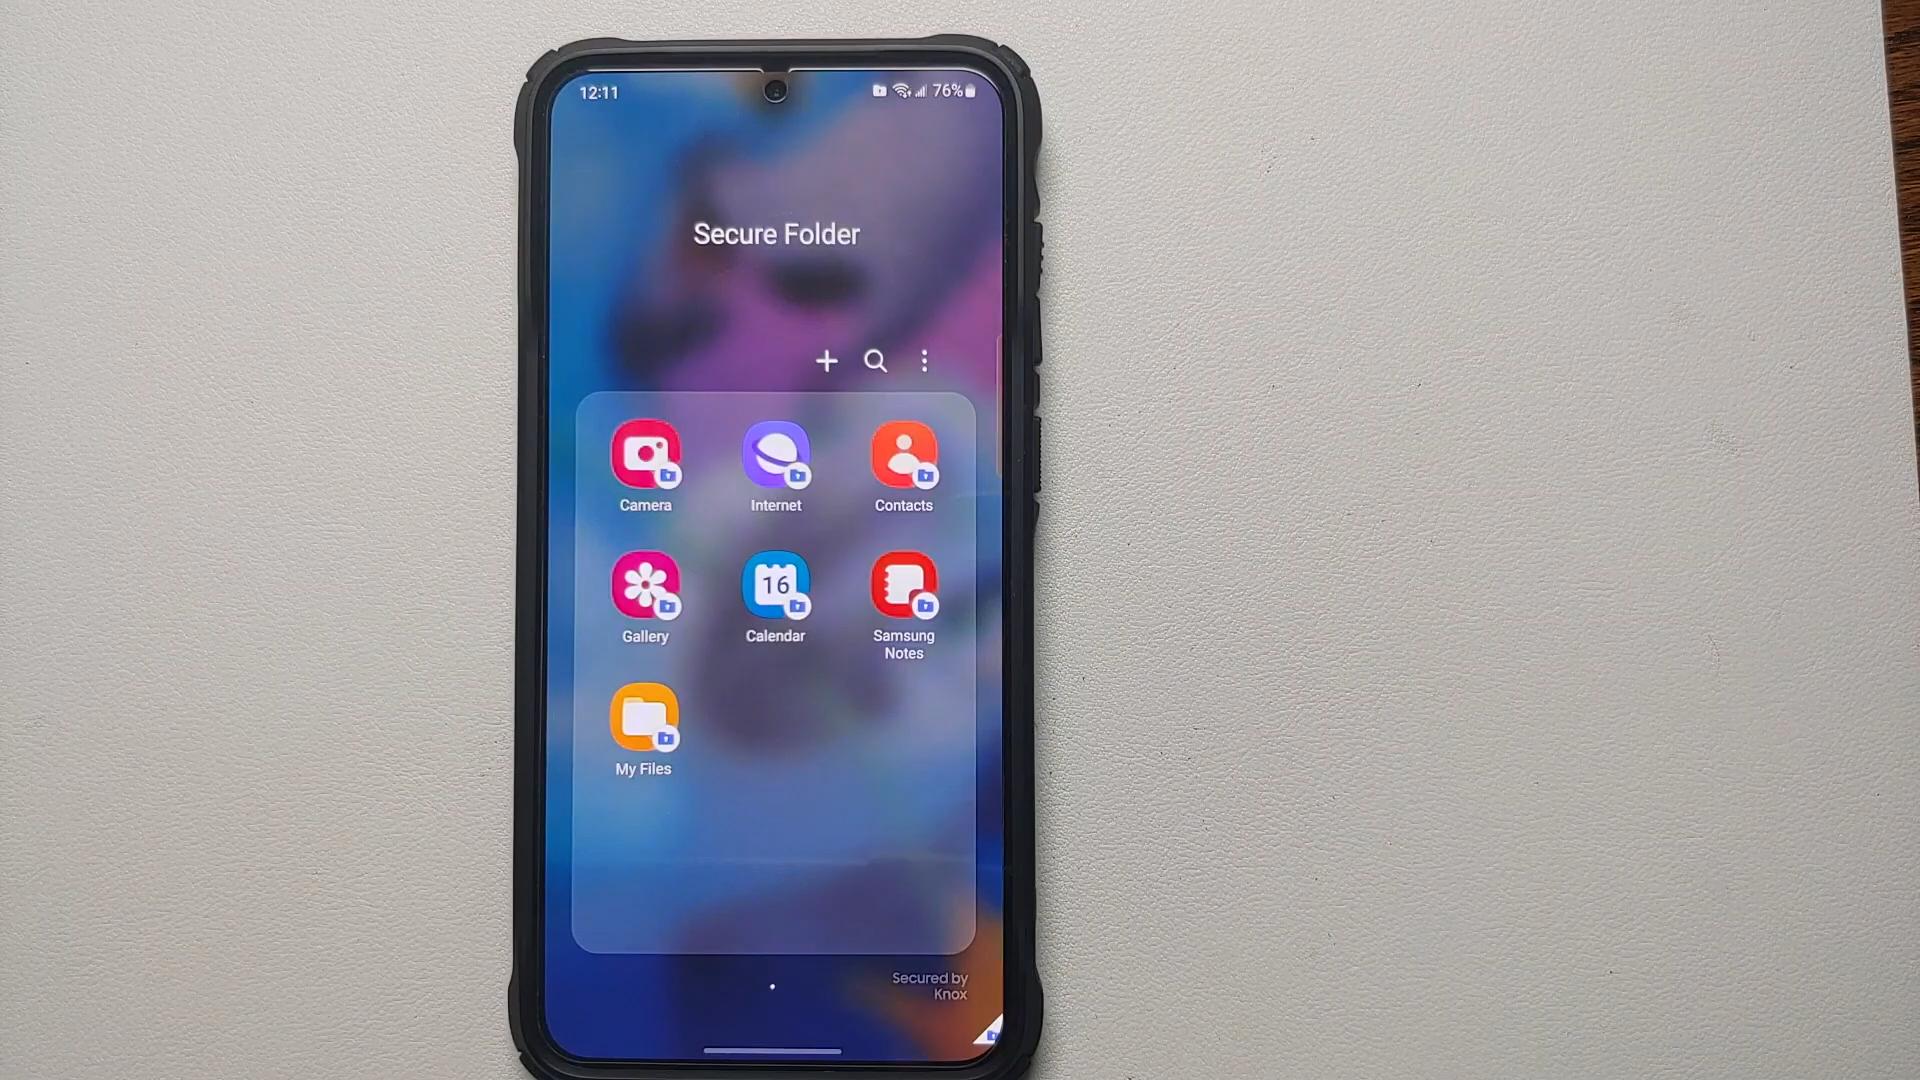 12:11
76%
Secure Folder
Camera
Internet
Contacts
16
Gallery
Calendar
Samsung
Notes
My Files
Secured by
Knox